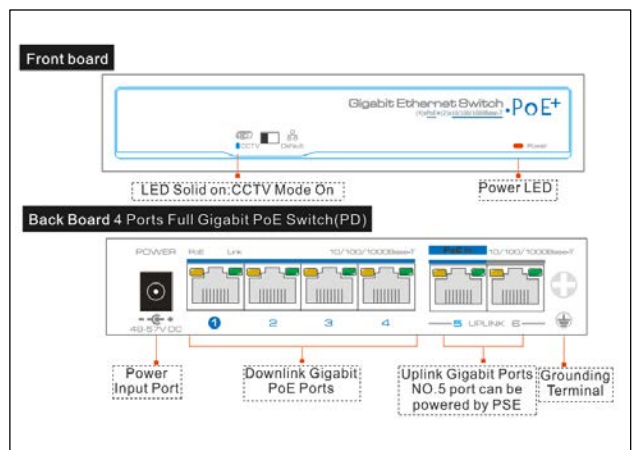 Front board
Gigabit Ethernet Switch PoE+
CCTV Default Power
LED Solid on:CCTV Mode On
Power LED
Back Board 4 Ports Full Gigabit PoE Switch(PD)
POWER PoE Link 10/100/1000Base-T PoE IN 10/100/1000Base-T
1 2 3 4 5 UPLINK 6
48-57V DC
Power
Input Port
Downlink Gigabit
PoE Ports
Uplink Gigabit Ports
NO.5 port can be
powered by PSE
Grounding
Terminal